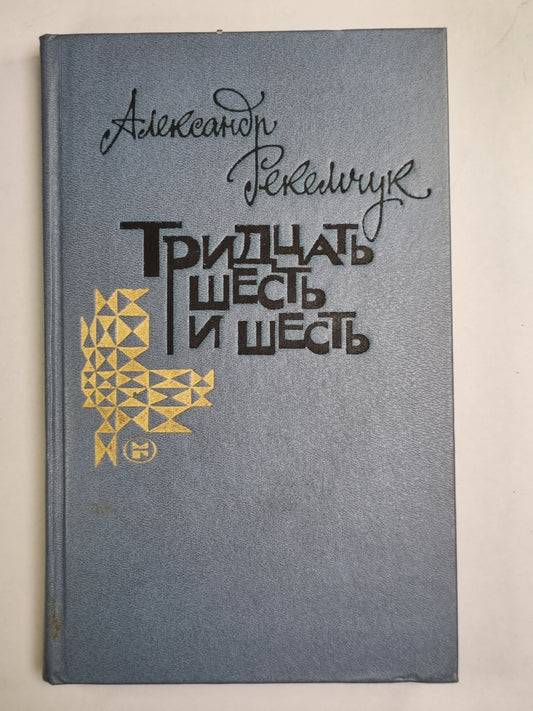 Александр
Рекемчук
Тридцать
шесть
и шесть